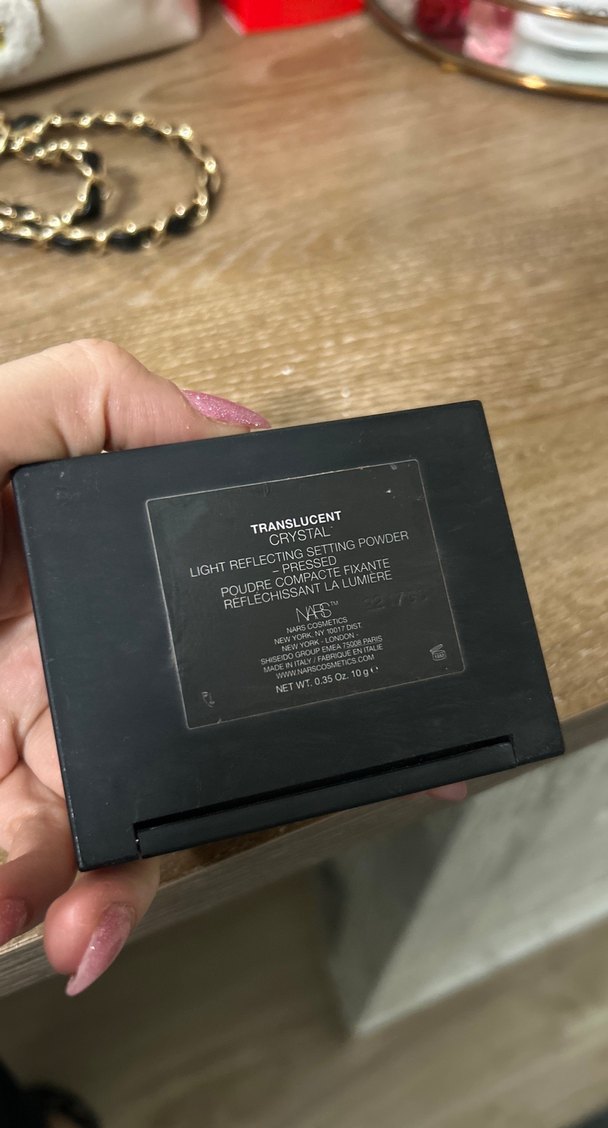 TRANSLUCENT
CRYSTAL
LIGHT REFLECTING SETTING POWDER
– PRESSED
POUDRE COMPACTE FIXANTE
RÉFLÉCHISSANT LA LUMIÈRE
NARS™
NARS COSMETICS
NEW YORK, NY 10017 DIST.
NEW YORK - LONDON -
SHISEIDO GROUP EMEA 75008 PARIS
MADE IN ITALY / FABRIQUÉ EN ITALIE
WWW.NARSCOSMETICS.COM
NET WT. 0.35 Oz. 10 g